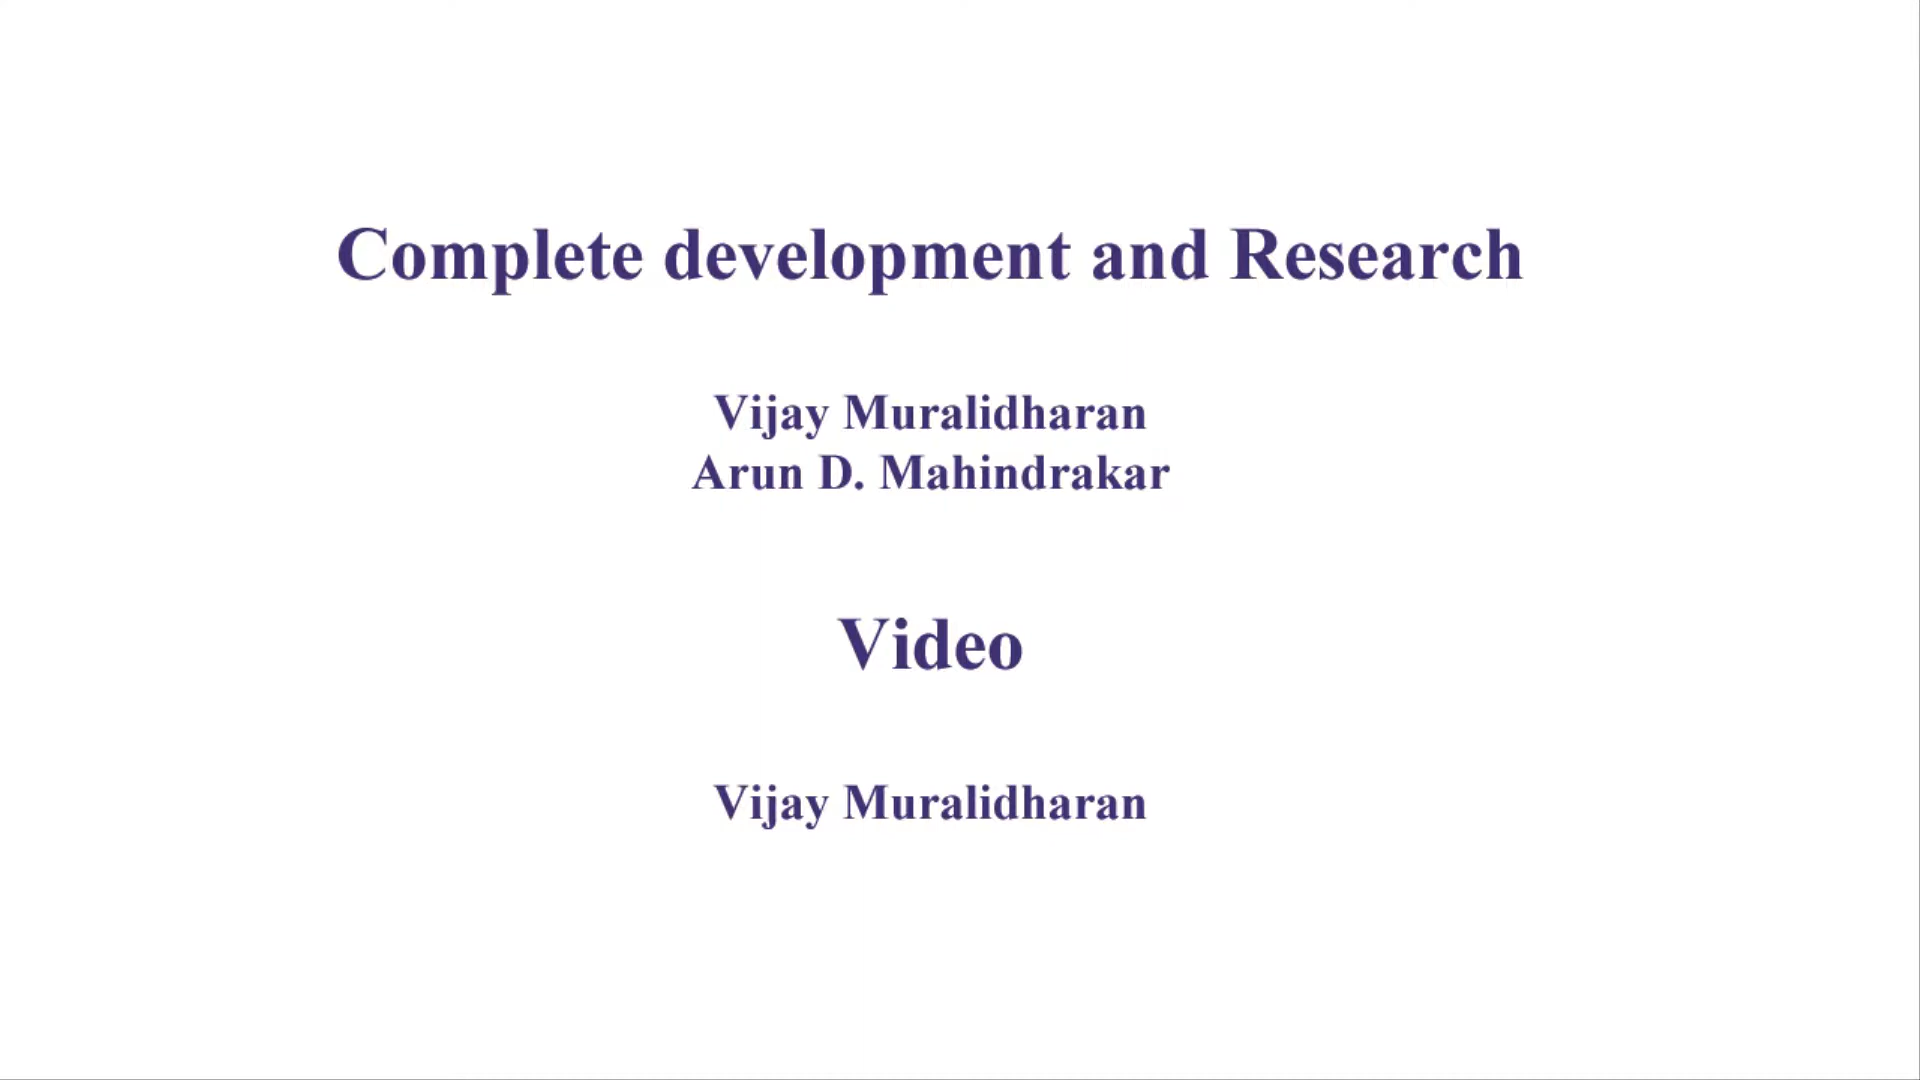 Complete development and Research
Vijay Muralidharan
Arun D. Mahindrakar
Video
Vijay Muralidharan